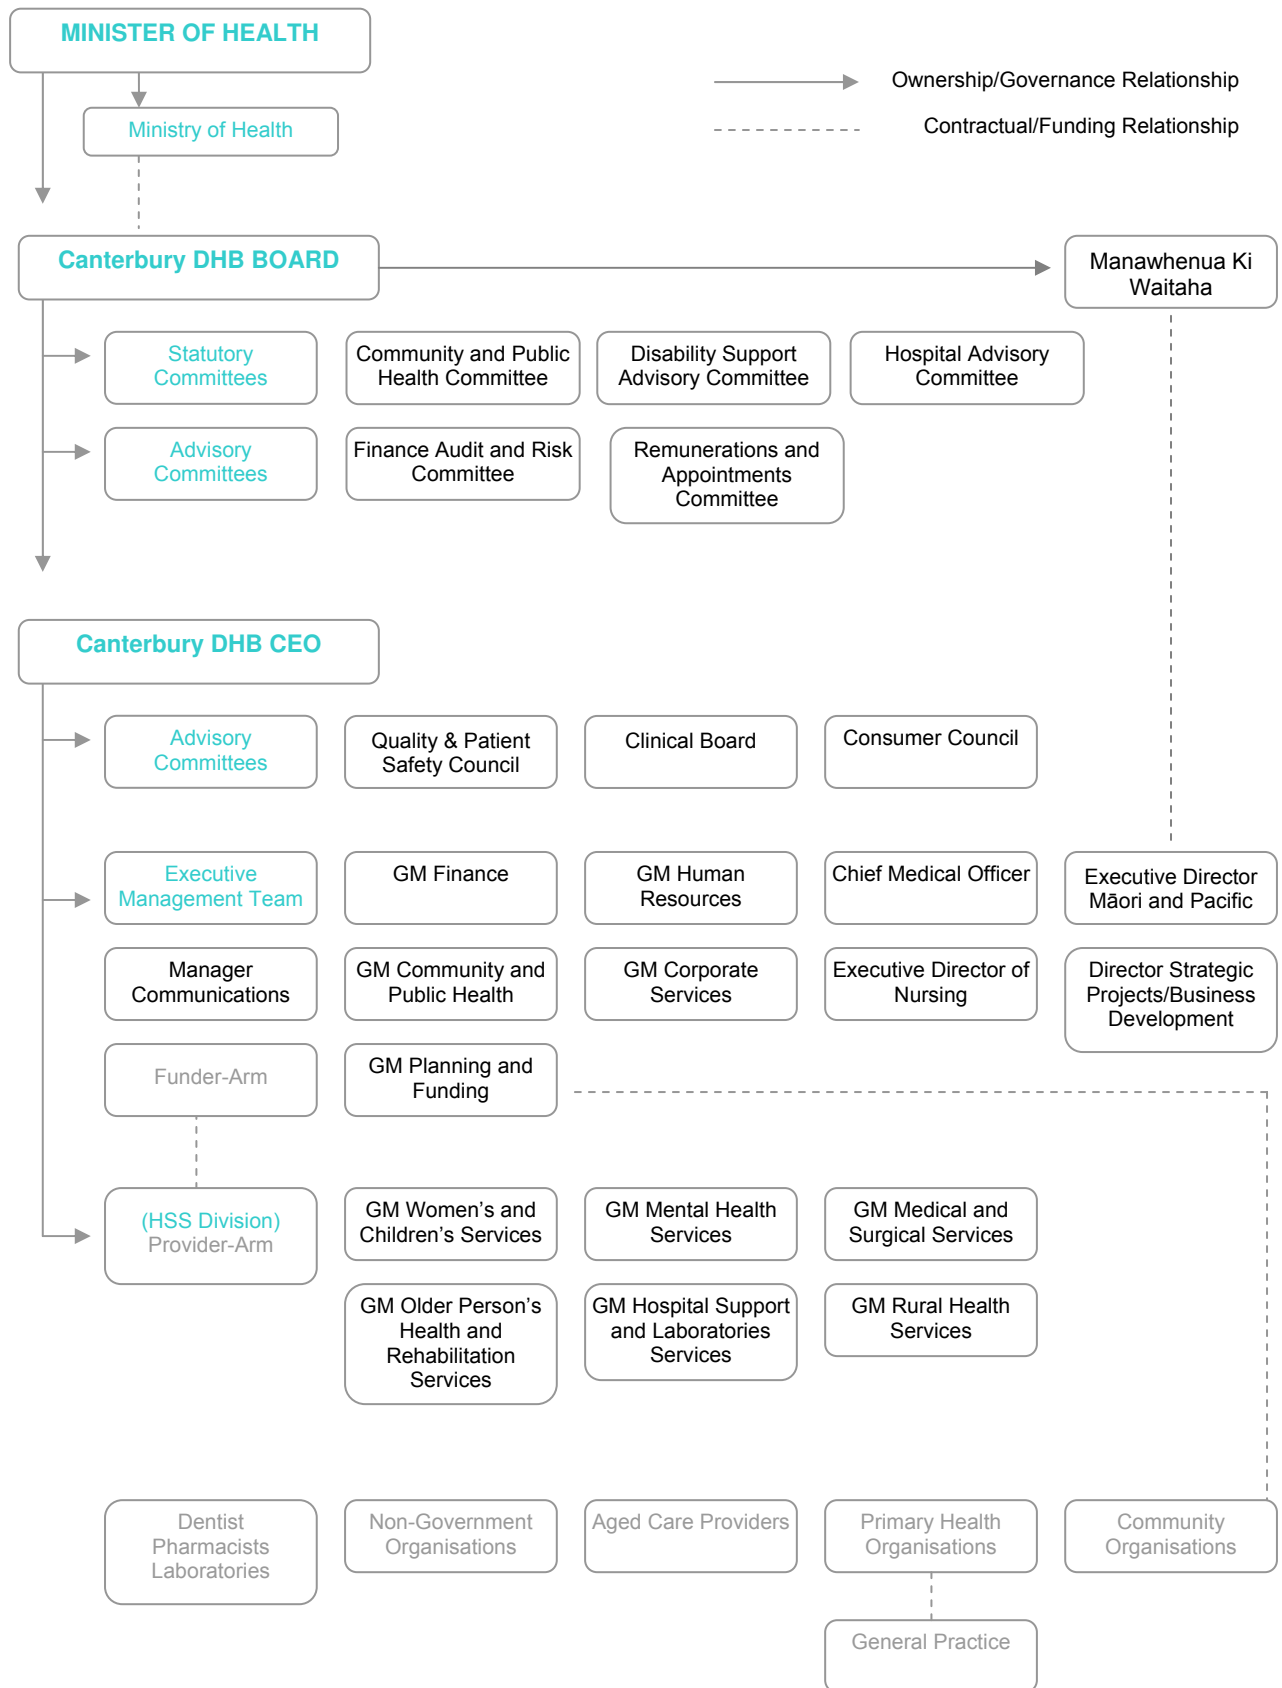 MINISTER OF HEALTH
Ownership/Governance Relationship
Ministry of Health
Contractual/Funding Relationship
Canterbury DHB BOARD
Manawhenua Ki
Waitaha
Statutory
Committees
Community and Public
Health Committee
Disability Support
Advisory Committee
Hospital Advisory
Committee
Advisory
Committees
Finance Audit and Risk
Committee
Remunerations and
Appointments
Committee
Canterbury DHB CEO
Advisory
Committees
Quality & Patient
Safety Council
Clinical Board
Consumer Council
Executive
Management Team
GM Finance
GM Human
Resources
Chief Medical Officer
Executive Director
Māori and Pacific
Manager
Communications
GM Community and
Public Health
GM Corporate
Services
Executive Director of
Nursing
Director Strategic
Projects/Business
Development
Funder-Arm
GM Planning and
Funding
(HSS Division)
Provider-Arm
GM Women’s and
Children’s Services
GM Mental Health
Services
GM Medical and
Surgical Services
GM Older Person’s
Health and
Rehabilitation
Services
GM Hospital Support
and Laboratories
Services
GM Rural Health
Services
Dentist
Pharmacists
Laboratories
Non-Government
Organisations
Aged Care Providers
Primary Health
Organisations
Community
Organisations
General Practice